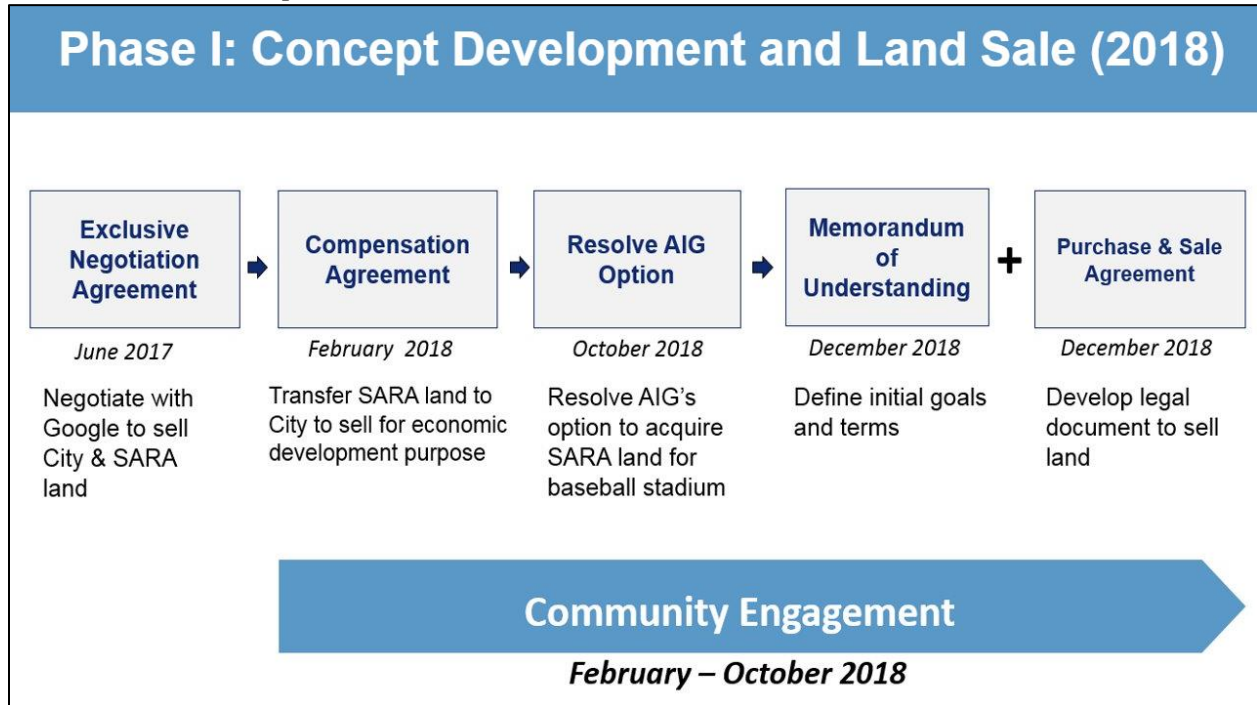 Phase I: Concept Development and Land Sale (2018)
Exclusive
Negotiation
Agreement
June 2017
Negotiate with
Google to sell
City & SARA
land
Compensation
Agreement
February 2018
Transfer SARA land to
City to sell for economic
development purpose
Resolve AIG
Option
October 2018
Resolve AIG's
option to acquire
SARA land for
baseball stadium
Memorandum
of
Understanding
December 2018
Define initial goals
and terms
+
Purchase & Sale
Agreement
December 2018
Develop legal
document to sell
land
Community Engagement
February – October 2018